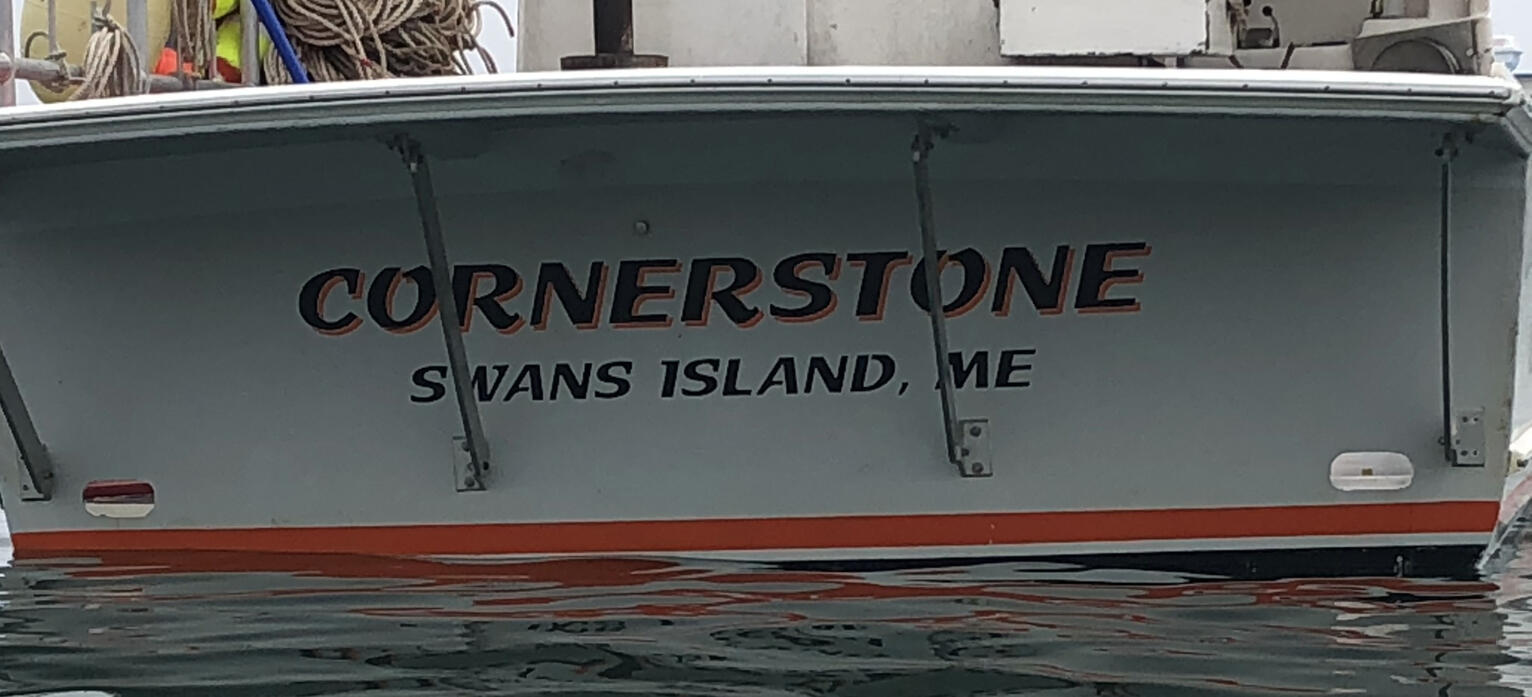 CORNERSTONE
SWANS ISLAND, ME